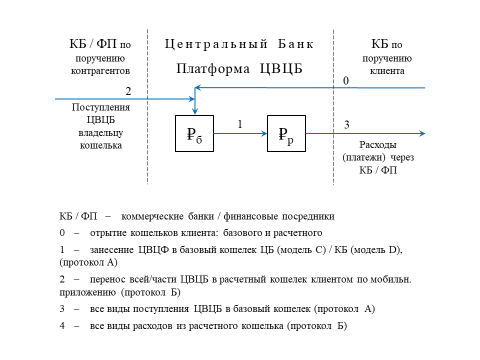 КБ / ФП по
поручению
контрагентов
Центральный Банк
Платформа ЦВЦБ
КБ по
поручению
клиента
0
2
Поступления
ЦВЦБ
владельцу
кошелька
₽б
1
₽р
3
Расходы
(платежи) через
КБ / ФП
КБ / ФП – коммерческие банки / финансовые посредники
0 – отрытие кошельков клиента: базового и расчетного
1 – занесение ЦВЦФ в базовый кошелек ЦБ (модель C) / КБ (модель D),
(протокол А)
2 – перенос всей/части ЦВЦБ в расчетный кошелек клиентом по мобильн.
приложению (протокол Б)
3 – все виды поступления ЦВЦБ в базовый кошелек (протокол А)
4 – все виды расходов из расчетного кошелька (протокол Б)